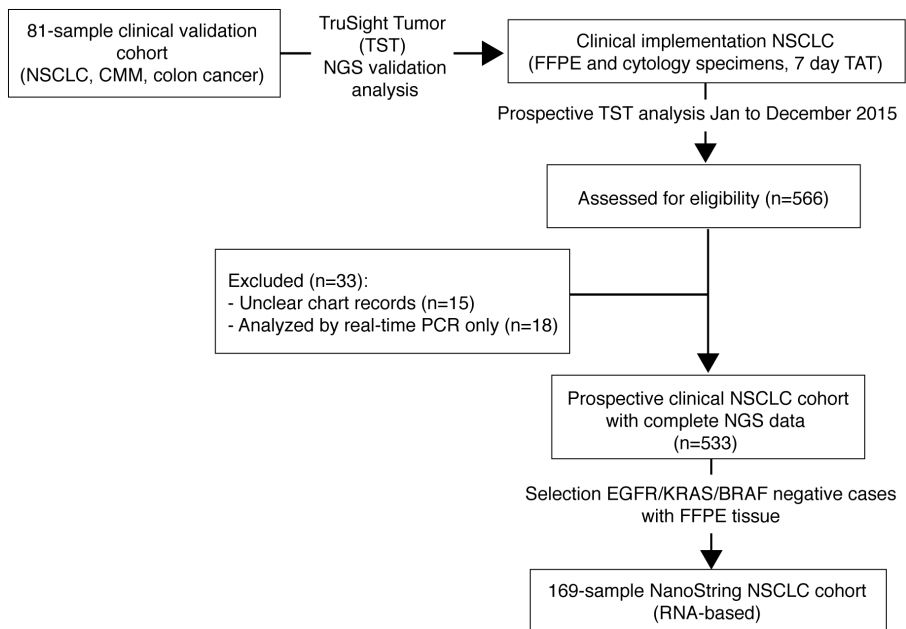 81-sample clinical validation
cohort
(NSCLC, CMM, colon cancer)
TruSight Tumor
(TST)
NGS validation
analysis
Clinical implementation NSCLC
(FFPE and cytology specimens, 7 day TAT)
Prospective TST analysis Jan to December 2015
Assessed for eligibility (n=566)
Excluded (n=33):
- Unclear chart records (n=15)
- Analyzed by real-time PCR only (n=18)
Prospective clinical NSCLC cohort
with complete NGS data
(n=533)
Selection EGFR/KRAS/BRAF negative cases
with FFPE tissue
169-sample NanoString NSCLC cohort
(RNA-based)